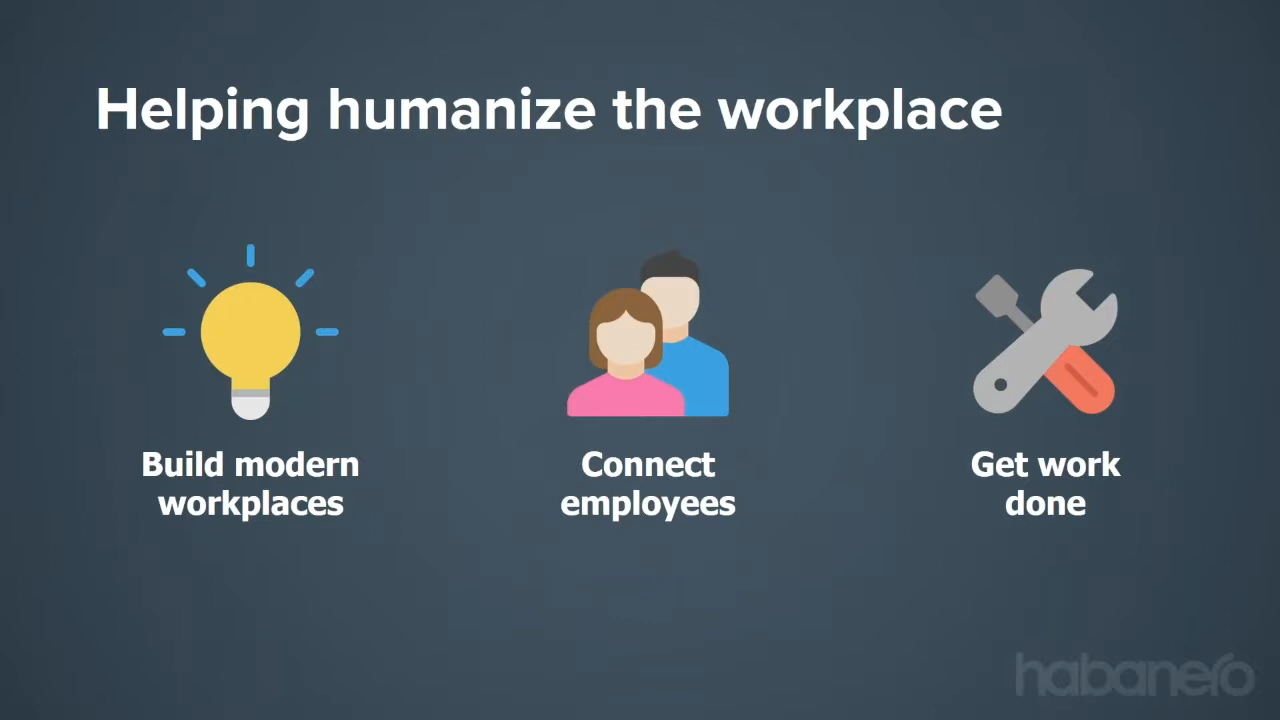 Helping humanize the workplace
Build modern
workplaces
Connect
employees
Get work
done
habanero